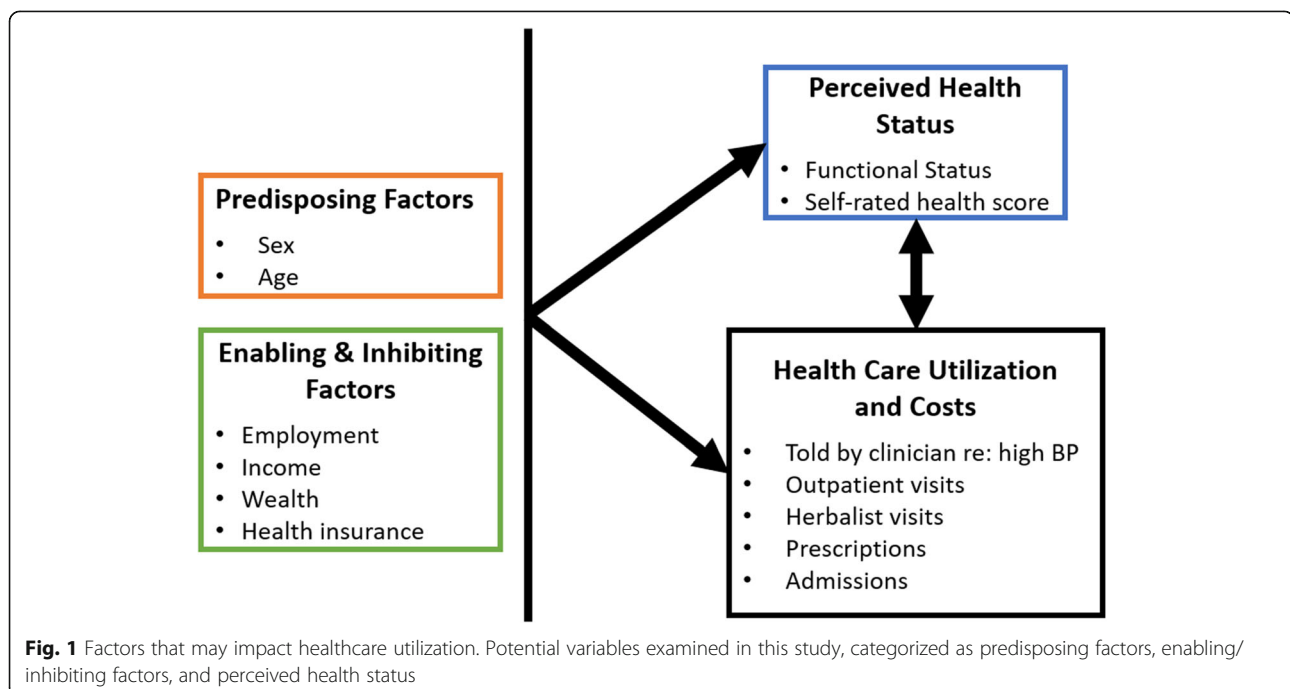 Predisposing Factors
• Sex
• Age
Enabling & Inhibiting
Factors
• Employment
• Income
• Wealth
• Health insurance
Perceived Health
Status
• Functional Status
• Self-rated health score
Health Care Utilization
and Costs
• Told by clinician re: high BP
• Outpatient visits
• Herbalist visits
• Prescriptions
• Admissions
Fig. 1 Factors that may impact healthcare utilization. Potential variables examined in this study, categorized as predisposing factors, enabling/
inhibiting factors, and perceived health status